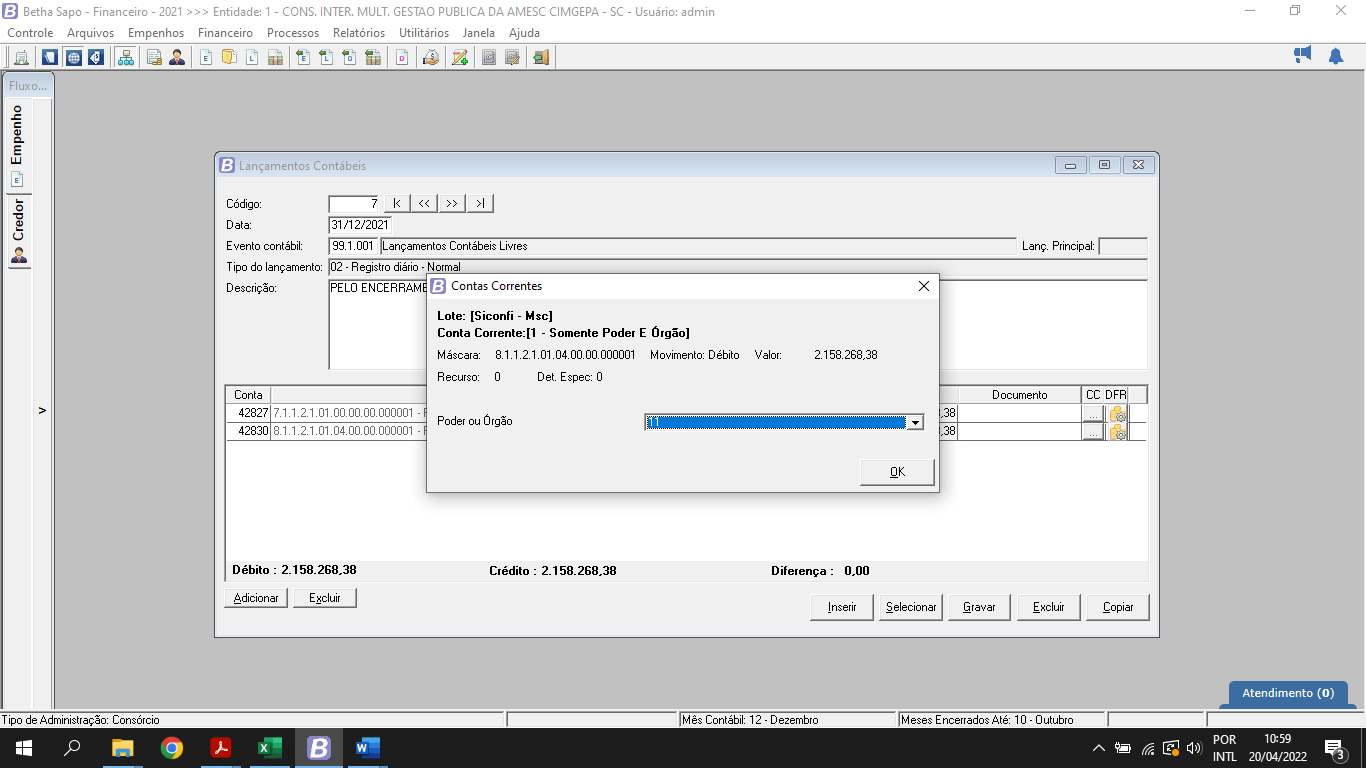 Betha Sapo - Financeiro - 2021 >>> Entidade: 1 - CONS. INTER. MULT. GESTAO PUBLICA DA AMESC CIMGEPA - SC - Usuário: admin
Controle Arquivos Empenhos Financeiro Processos Relatórios Utilitários Janela Ajuda
Fluxo...
Empenho
Credor
>
Lançamentos Contábeis
Código: 7 |< << >> >|
Data: 31/12/2021
Evento contábil: 99.1.001 Lançamentos Contábeis Livres Lanç. Principal:
Tipo do lançamento: 02 - Registro diário - Normal
Descrição: PELO ENCERRAME
Contas Correntes
Lote: [Siconfi - Msc]
Conta Corrente:[1 - Somente Poder E Órgão]
Máscara: 8.1.1.2.1.01.04.00.00.000001 Movimento: Débito Valor: 2.158.268,38
Recurso: 0 Det. Espec: 0
Poder ou Órgão
OK
Conta Documento CC DFR
42827 7.1.1.2.1.01.00.00.00.000001 - ,38 ...
42830 8.1.1.2.1.01.04.00.00.000001 - ,38 ...
Débito : 2.158.268,38 Crédito : 2.158.268,38 Diferença : 0,00
Adicionar Excluir
Inserir Selecionar Gravar Excluir Copiar
Atendimento (0)
Tipo de Administração: Consórcio Mês Contábil: 12 - Dezembro Meses Encerrados Até: 10 - Outubro
POR
INTL
10:59
20/04/2022
3